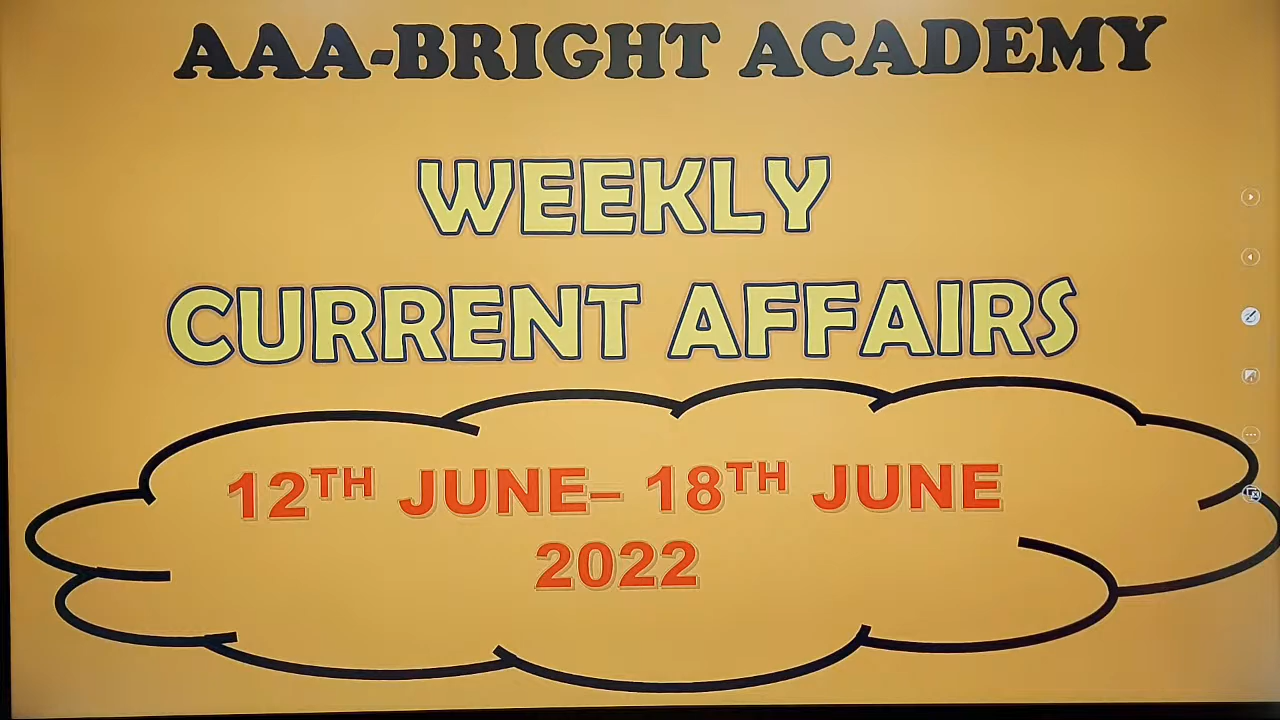 AAA-BRIGHT ACADEMY
WEEKLY
CURRENT AFFAIRS
12TH JUNE– 18TH JUNE
2022